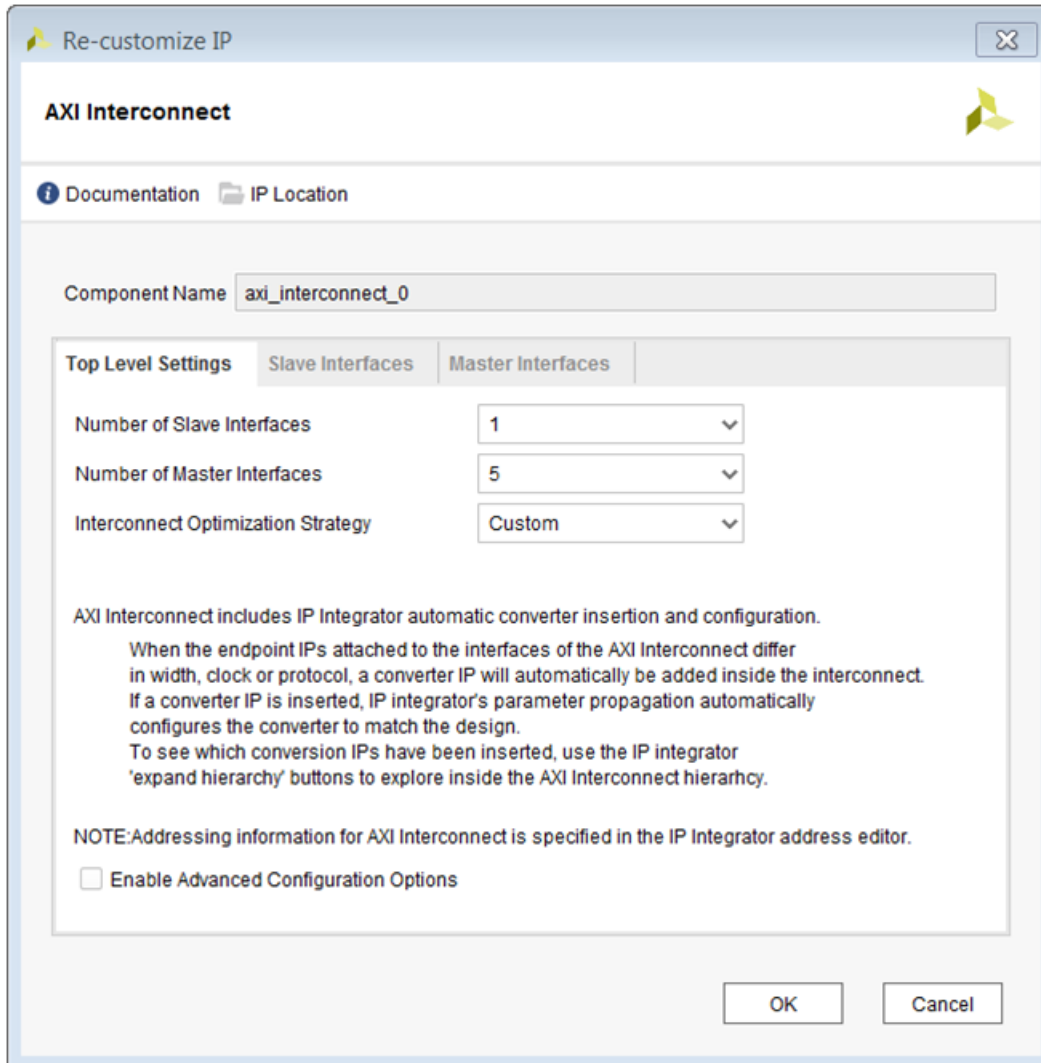 Re-customize IP
AXI Interconnect
Documentation IP Location
Component Name axi_interconnect_0
Top Level Settings Slave Interfaces Master Interfaces
Number of Slave Interfaces 1
Number of Master Interfaces 5
Interconnect Optimization Strategy Custom
AXI Interconnect includes IP Integrator automatic converter insertion and configuration.
When the endpoint IPs attached to the interfaces of the AXI Interconnect differ
in width, clock or protocol, a converter IP will automatically be added inside the interconnect.
If a converter IP is inserted, IP integrator's parameter propagation automatically
configures the converter to match the design.
To see which conversion IPs have been inserted, use the IP integrator
'expand hierarchy' buttons to explore inside the AXI Interconnect hierarhcy.
NOTE:Addressing information for AXI Interconnect is specified in the IP Integrator address editor.
Enable Advanced Configuration Options
OK Cancel